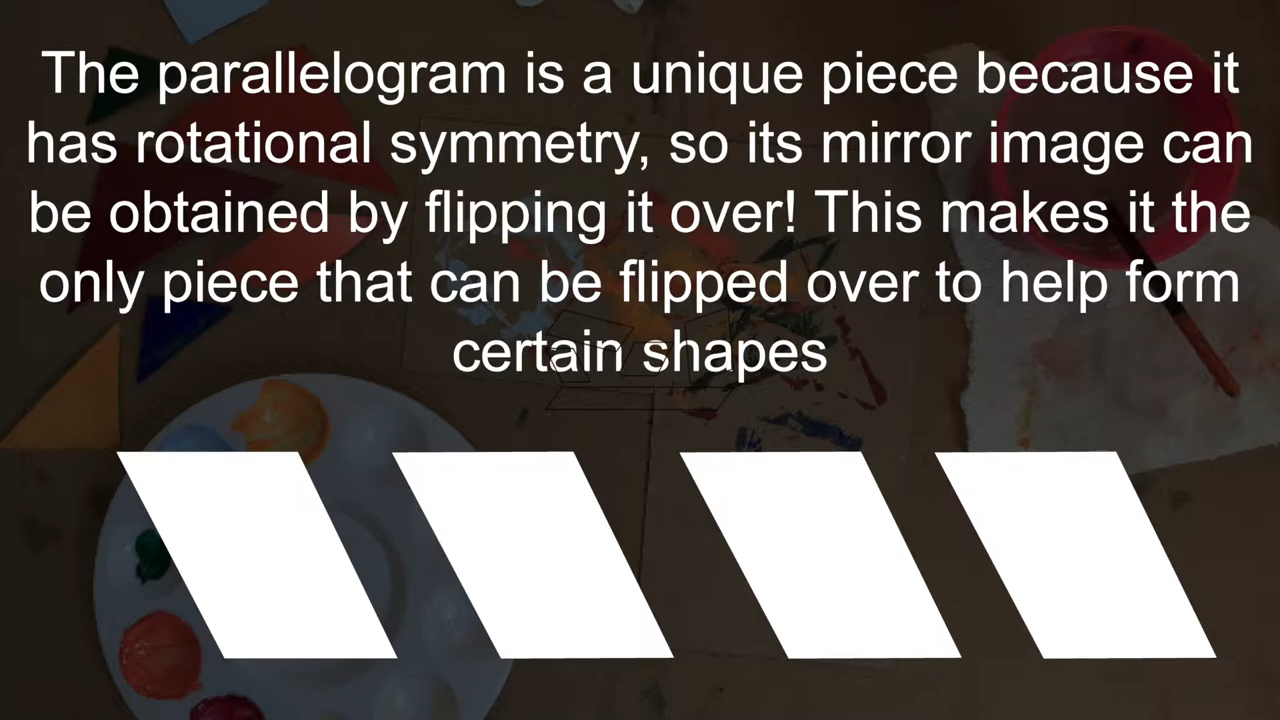 The parallelogram is a unique piece because it
has rotational symmetry, so its mirror image can
be obtained by flipping it over! This makes it the
only piece that can be flipped over to help form
certain shapes